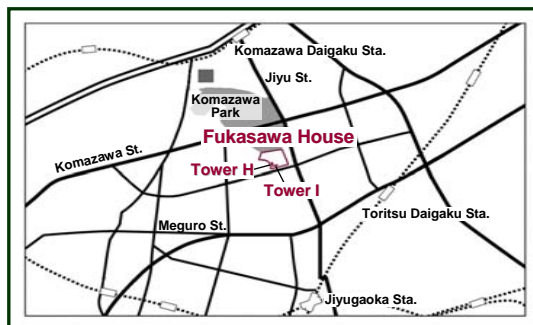 Komazawa Daigaku Sta.
Jiyu St.
Komazawa
Park
Fukasawa House
Komazawa St.
Tower H
Tower I
Toritsu Daigaku Sta.
Meguro St.
Jiyugaoka Sta.